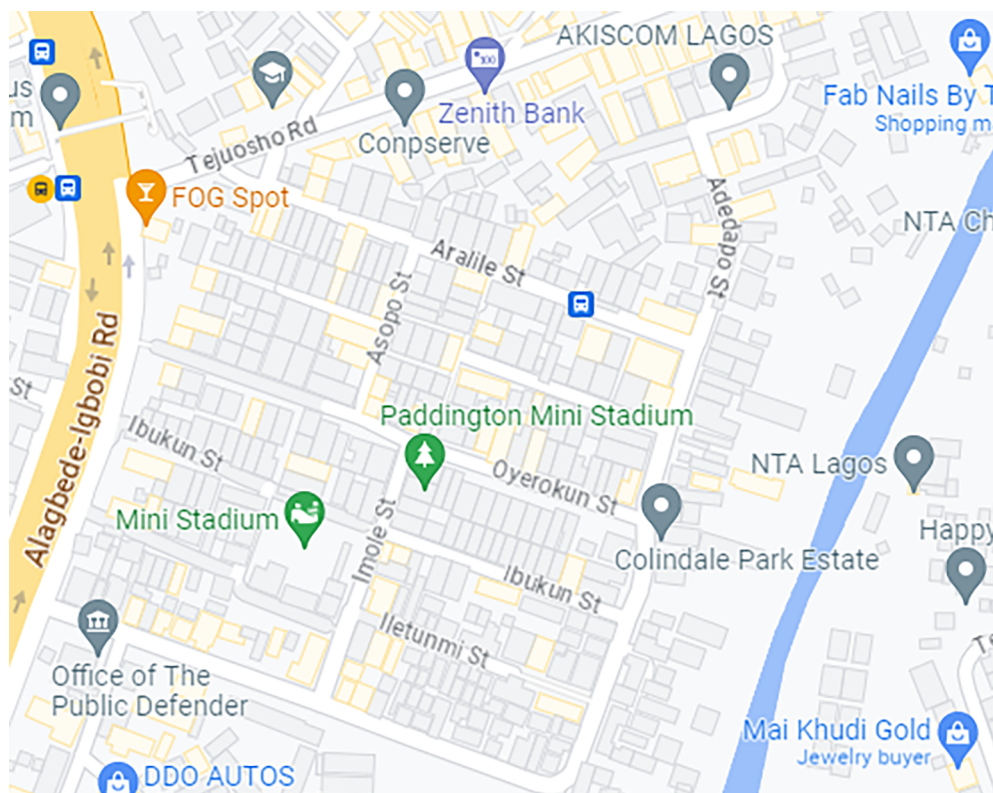 AKISCOM LAGOS
us
m
Zenith Bank
Fab Nails By T
Shopping m
Conpserve
Tejuosho Rd
FOG Spot
Adedapo St
NTA Ch
Aralile St
Asopo St
Alagbede-Igbobi Rd
St
Paddington Mini Stadium
Ibukun St
Oyerokun St
NTA Lagos
Mini Stadium
Imole St
Happy
Colindale Park Estate
Ibukun St
Iletunmi St
Te
Office of The
Public Defender
Mai Khudi Gold
Jewelry buyer
DDO AUTOS